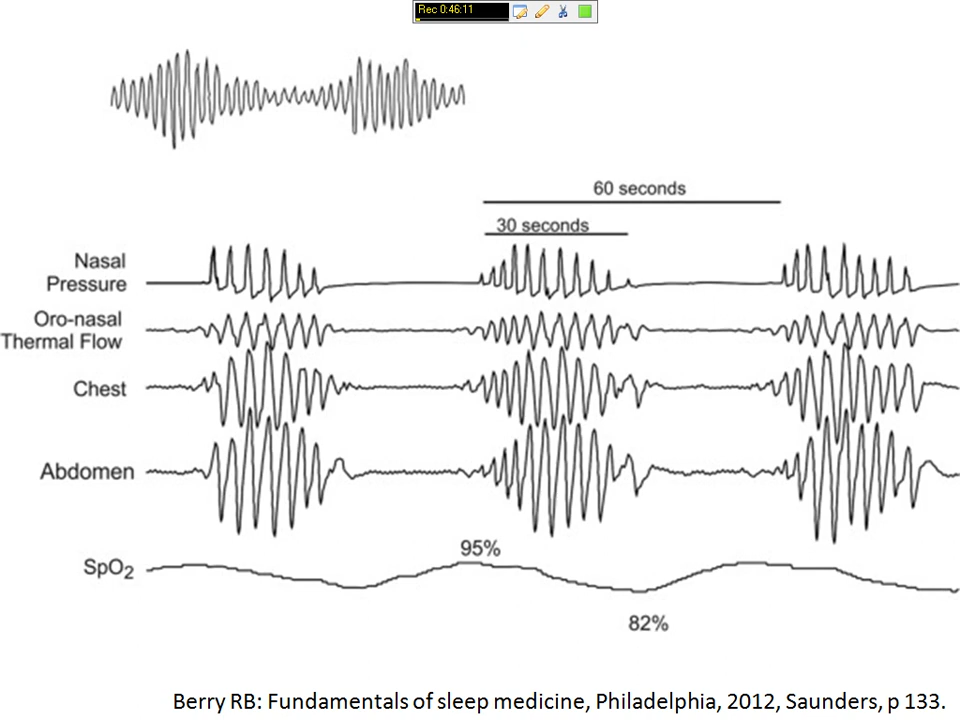 Rec 0:46:11
60 seconds
30 seconds
Nasal
Pressure
Oro-nasal
Thermal Flow
Chest
Abdomen
95%
SpO₂
82%
Berry RB: Fundamentals of sleep medicine, Philadelphia, 2012, Saunders, p 133.